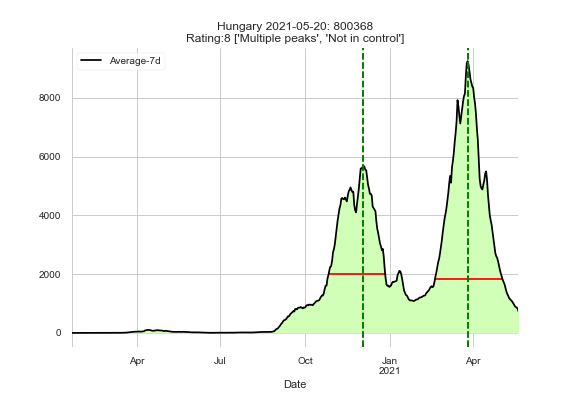 Hungary 2021-05-20: 800368
Rating:8 ['Multiple peaks', 'Not in control']
Average-7d
8000
6000
4000
2000
0
Apr
Jul
Oct
Jan
2021
Apr
Date